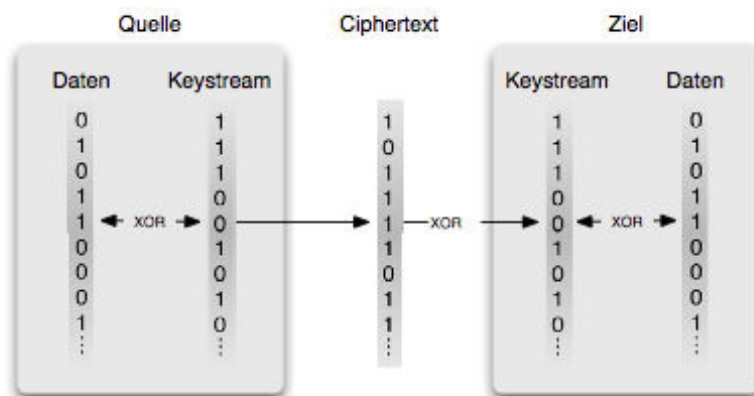 Quelle Ciphertext Ziel
Daten Keystream Keystream Daten
0 1 1 1 0
1 1 0 1 1
0 1 1 1 0
1 0 1 0 1
1 XOR 0 1 XOR 0 XOR 1
0 1 1 1 0
0 0 0 0 0
0 1 1 1 0
1 0 1 0 1
⋮ ⋮ ⋮ ⋮ ⋮